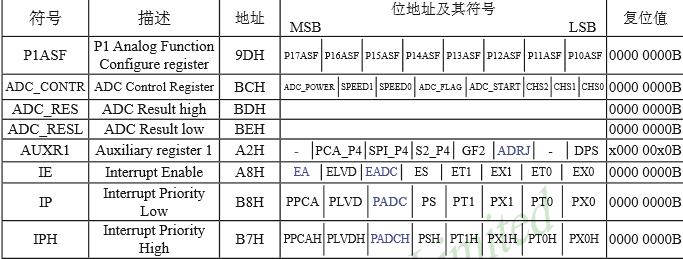 符号 描述 地址 位地址及其符号 复位值
MSB LSB
P1ASF P1 Analog Function Configure register 9DH P17ASF P16ASF P15ASF P14ASF P13ASF P12ASF P11ASF P10ASF 0000 0000B
ADC_CONTR ADC Control Register BCH ADC_POWER SPEED1 SPEED0 ADC_FLAG ADC_START CHS2 CHS1 CHS0 0000 0000B
ADC_RES ADC Result high BDH 0000 0000B
ADC_RESL ADC Result low BEH 0000 0000B
AUXR1 Auxiliary register 1 A2H - PCA_P4 SPI_P4 S2_P4 GF2 ADRJ - DPS x000 00x0B
IE Interrupt Enable A8H EA ELVD EADC ES ET1 EX1 ET0 EX0 0000 0000B
IP Interrupt Priority Low B8H PPCA PLVD PADC PS PT1 PX1 PT0 PX0 0000 0000B
IPH Interrupt Priority High B7H PPCAH PLVDH PADCH PSH PT1H PX1H PT0H PX0H 0000 0000B
Limited